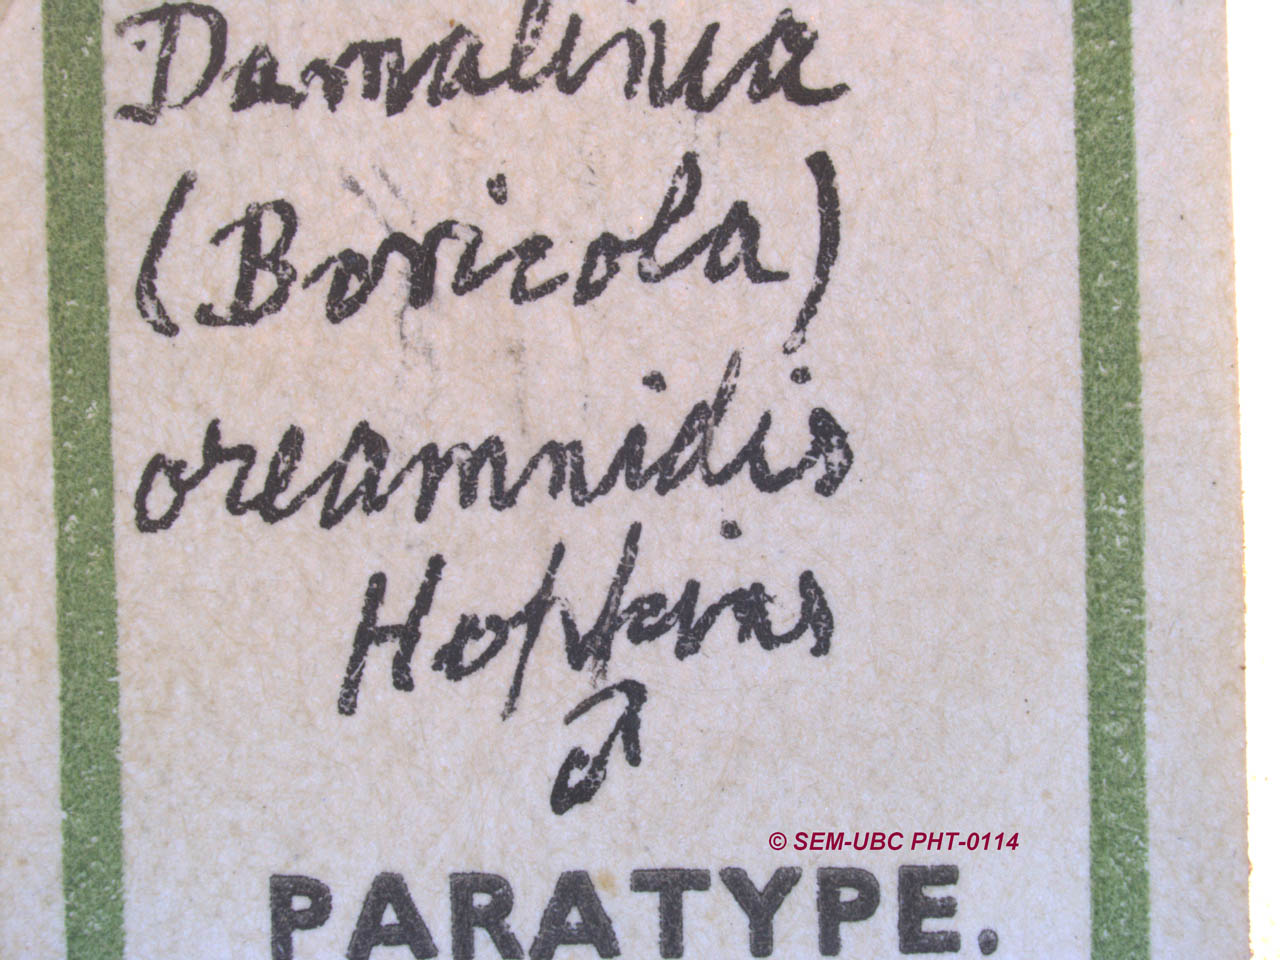 Damalinia
(Bovicola)
oreamnidis
Hopkins
♂
© SEM-UBC PHT-0114
PARATYPE.